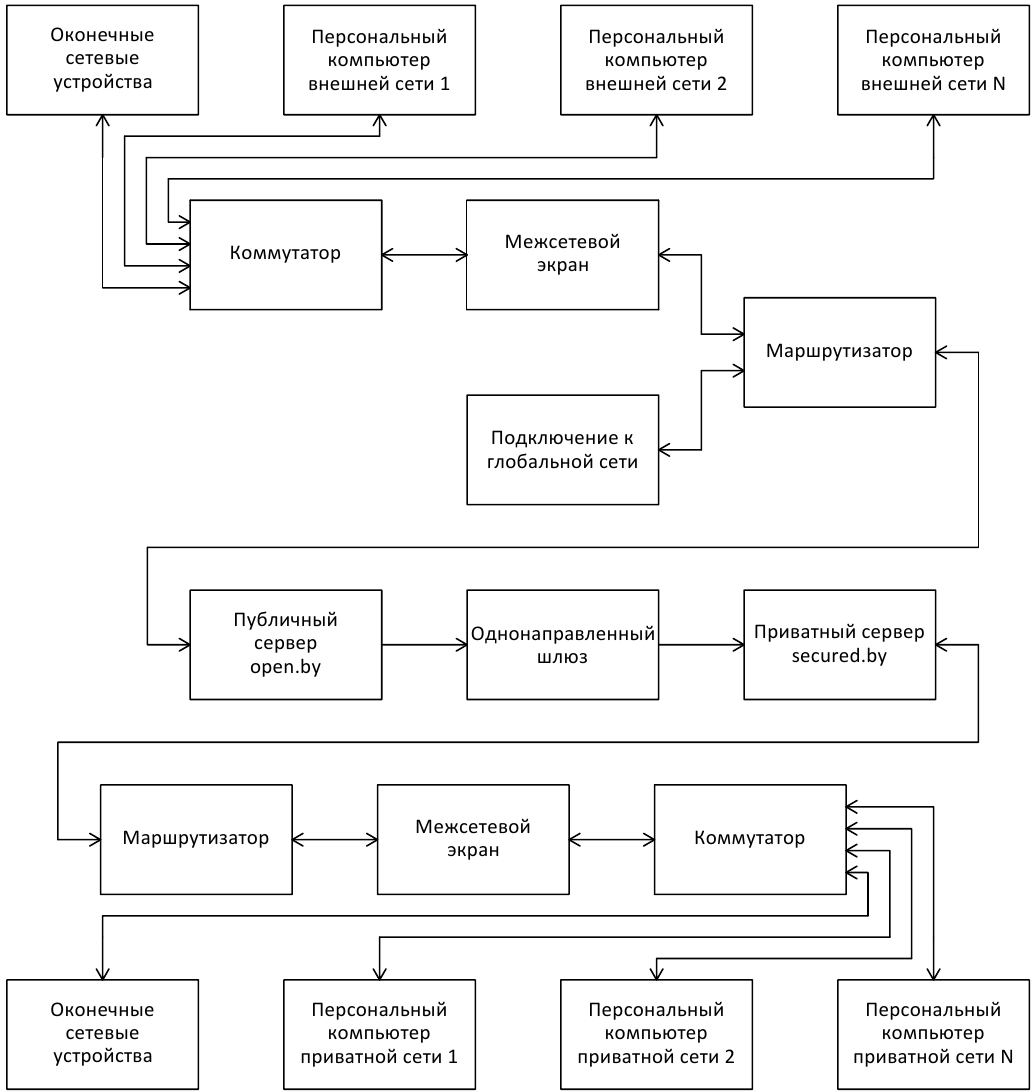 Оконечные
сетевые
устройства
Персональный
компьютер
внешней сети 1
Персональный
компьютер
внешней сети 2
Персональный
компьютер
внешней сети N
Коммутатор
Межсетевой
экран
Маршрутизатор
Подключение к
глобальной сети
Публичный
сервер
open.by
Однонаправленный
шлюз
Приватный сервер
secured.by
Маршрутизатор
Межсетевой
экран
Коммутатор
Оконечные
сетевые
устройства
Персональный
компьютер
приватной сети 1
Персональный
компьютер
приватной сети 2
Персональный
компьютер
приватной сети N